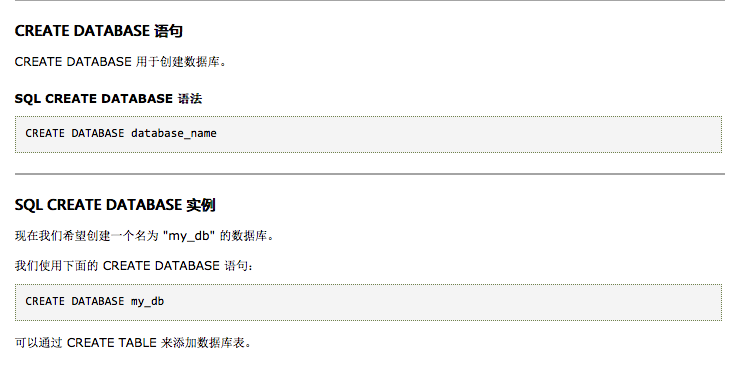 CREATE DATABASE 语句
CREATE DATABASE 用于创建数据库。
SQL CREATE DATABASE 语法
CREATE DATABASE database_name
SQL CREATE DATABASE 实例
现在我们希望创建一个名为 "my_db" 的数据库。
我们使用下面的 CREATE DATABASE 语句：
CREATE DATABASE my_db
可以通过 CREATE TABLE 来添加数据库表。